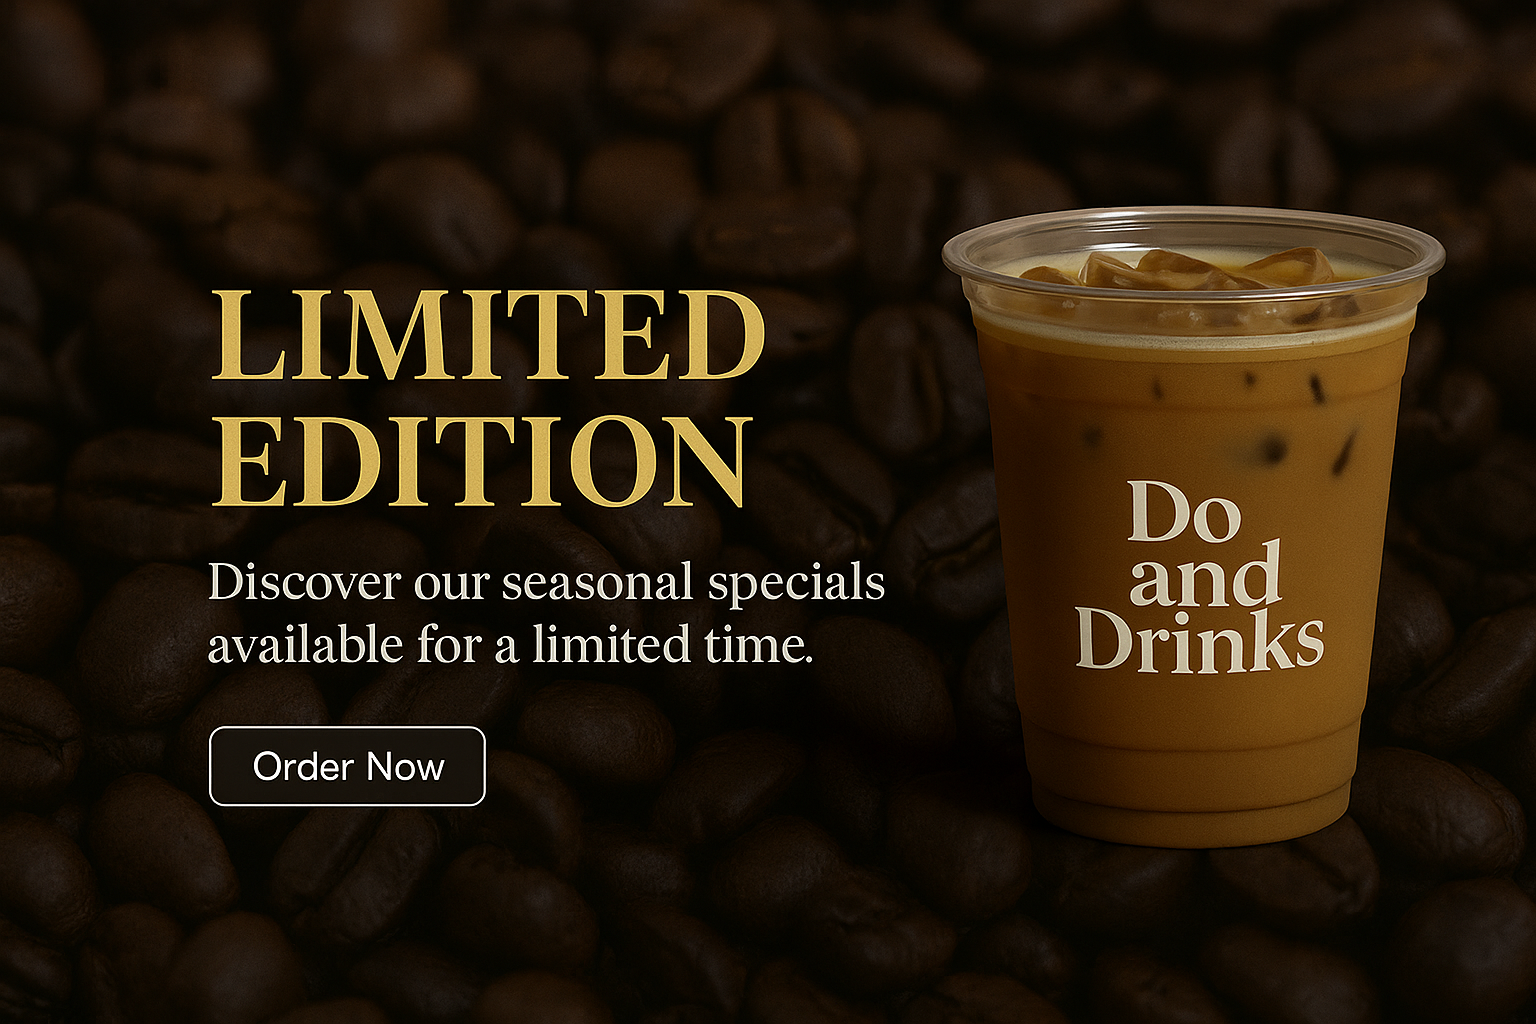 LIMITED
EDITION
Discover our seasonal specials
available for a limited time.
Order Now
Do
and
Drinks